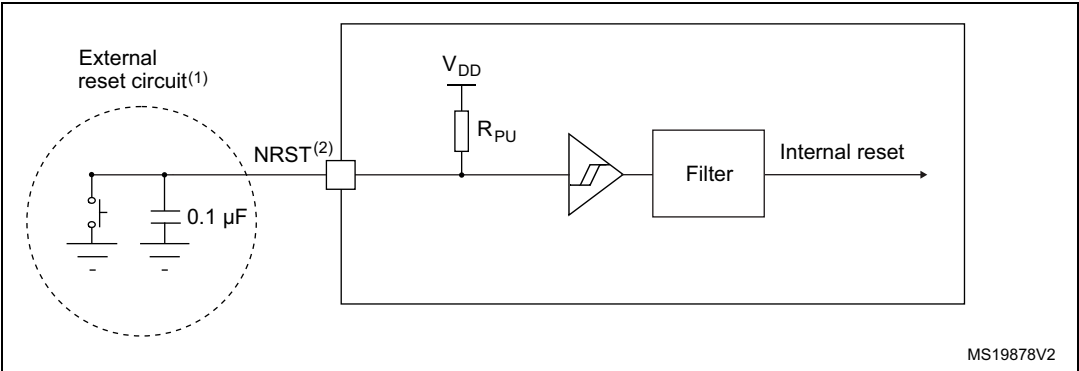 External
reset circuit(1)
VDD
RPU
NRST(2)
Filter
Internal reset
0.1 µF
MS19878V2